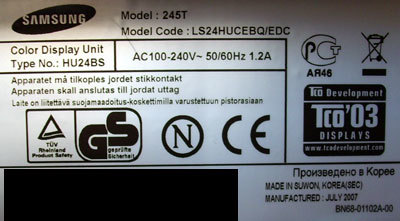 SAMSUNG
Model : 245T
Model Code : LS24HUCEBQ/EDC
Color Display Unit
Type No.: HU24BS
AC100-240V~ 50/60Hz 1.2A
PCT
AR46
Apparatet må tilkoples jordet stikkontakt
Apparaten skall anslutas till jordat uttag
Laite on liitettävä suojamaadoitus-koskettimilla varustettuun pistorasiaan
TÜV
Rheinland
Product Safety
GS
geprüfte
Sicherheit
N
CE
TCO Development
TCO'03
DISPLAYS
www.tcodevelopment.com
Произведено в Корее
MADE IN SUWON, KOREA(SEC)
MANUFACTURED : JULY 2007
BN68-01102A-00